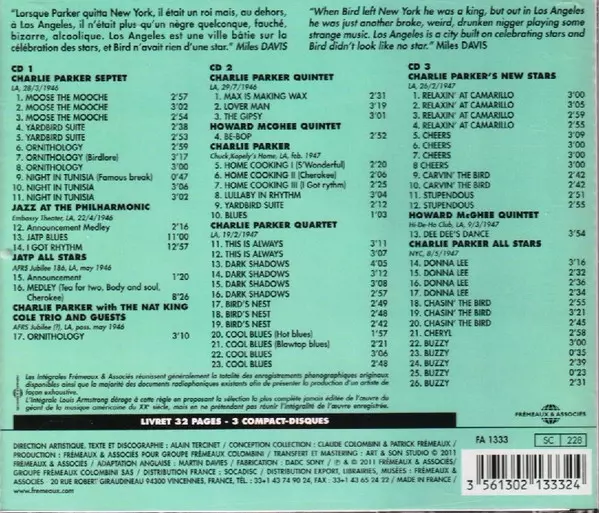 "Lorsque Parker quitta New York, il était un roi mais, au dehors,
à Los Angeles, il n'était plus qu'un nègre quelconque, fauché,
bizarre, alcoolique. Los Angeles est une ville bâtie sur la
célébration des stars, et Bird n'avait rien d'une star." Miles DAVIS
"When Bird left New York he was a king, but out in Los Angeles
he was just another broke, weird, drunken nigger playing some
strange music. Los Angeles is a city built on celebrating stars and
Bird didn't look like no star." Miles DAVIS
CD 1
CHARLIE PARKER SEPTET
LA, 28/3/1946
1. MOOSE THE MOOCHE 2'57
2. MOOSE THE MOOCHE 3'02
3. MOOSE THE MOOCHE 2'54
4. YARDBIRD SUITE 2'38
5. YARDBIRD SUITE 2'53
6. ORNITHOLOGY 2'59
7. ORNITHOLOGY (Birdlore) 3'17
8. ORNITHOLOGY 3'00
9. NIGHT IN TUNISIA (Famous break) 0'47
10. NIGHT IN TUNISIA 3'06
11. NIGHT IN TUNISIA 3'02
JAZZ AT THE PHILHARMONIC
Embassy Theater, LA, 22/4/1946
12. Announcement Medley 2'16
13. JATP BLUES 11'00
14. I GOT RHYTHM 12'57
JATP ALL STARS
AFRS Jubilee 186, LA, may 1946
15. Announcement 1'20
16. MEDLEY (Tea for two, Body and soul,
Cherokee) 8'26
CHARLIE PARKER with THE NAT KING
COLE TRIO AND GUESTS
AFRS Jubilee (?), LA, poss. may 1946
17. ORNITHOLOGY 3'10
CD 2
CHARLIE PARKER QUINTET
LA, 29/7/1946
1. MAX IS MAKING WAX 2'31
2. LOVER MAN 3'19
3. THE GIPSY 3'01
HOWARD MCGHEE QUINTET
4. BE-BOP 2'52
CHARLIE PARKER
Chuck Kopely's Home, LA, feb. 1947
5. HOME COOKING I (S'Wonderful) 2'20
6. HOME COOKING II (Cherokee) 2'06
7. HOME COOKING III (I Got rythm) 2'25
8. LULLABY IN RHYTHM 3'04
9. YARDBIRD SUITE 2'12
10. BLUES 1'03
CHARLIE PARKER QUARTET
LA, 19/2/1947
11. THIS IS ALWAYS 3'11
12. THIS IS ALWAYS 3'07
13. DARK SHADOWS 4'05
14. DARK SHADOWS 3'12
15. DARK SHADOWS 3'08
16. DARK SHADOWS 2'57
17. BIRD'S NEST 2'49
18. BIRD'S NEST 2'48
19. BIRD'S NEST 2'42
20. COOL BLUES (Hot blues) 1'57
21. COOL BLUES (Blowtop blues) 2'21
22. COOL BLUES 3'06
23. COOL BLUES 2'48
CD 3
CHARLIE PARKER'S NEW STARS
LA, 26/2/1947
1. RELAXIN' AT CAMARILLO 3'00
2. RELAXIN' AT CAMARILLO 3'05
3. RELAXIN' AT CAMARILLO 2'59
4. RELAXIN' AT CAMARILLO 2'55
5. CHEERS 3'09
6. CHEERS 3'00
7. CHEERS 3'00
8 CHEERS 3'00
9. CARVIN' THE BIRD 2'42
10. CARVIN' THE BIRD 2'42
11. STUPENDOUS 2'51
12. STUPENDOUS 2'55
HOWARD McGHEE QUINTET
Hi-De-Ho Club, LA, 9/3/1947
13. DEE DEE'S DANCE 3'54
CHARLIE PARKER ALL STARS
NYC, 8/5/1947
14. DONNA LEE 3'16
15. DONNA LEE 2'32
16. DONNA LEE 2'22
17. DONNA LEE 2'34
18. CHASIN' THE BIRD 2'55
19. CHASIN' THE BIRD 3'21
20. CHASIN' THE BIRD 2'45
21. CHERYL 2'58
22. BUZZY 3'00
23. BUZZY 0'35
24. BUZZY 2'39
25. BUZZY 0'23
26. BUZZY 2'31
Les Intégrales Frémeaux & Associés réunissent généralement la totalité des enregistrements phonographiques originaux
disponibles ainsi que la majorité des documents radiophoniques existants afin de présenter la production d'un artiste de
façon exhaustive.
L'Intégrale Louis Armstrong déroge à cette règle en proposant la sélection la plus complète jamais éditée de l'œuvre du
géant de la musique américaine du XXe siècle, mais en ne prétendant pas réunir l'intégralité de l'œuvre enregistrée.
LIVRET 32 PAGES - 3 COMPACT-DISQUES
FRÉMEAUX & ASSOCIÉS
FA 1333
SC 228
DIRECTION ARTISTIQUE, TEXTE ET DISCOGRAPHIE : ALAIN TERCINET / CONCEPTION COLLECTION : CLAUDE COLOMBINI & PATRICK FRÉMEAUX /
PRODUCTION : FRÉMEAUX & ASSOCIÉS POUR GROUPE FRÉMEAUX COLOMBINI / TRANSFERT ET MASTERING : ART & SON STUDIO © 2011
FRÉMEAUX & ASSOCIÉS / ADAPTATION ANGLAISE : MARTIN DAVIES / FABRICATION : DADC SONY / ℗ © 2011 FRÉMEAUX & ASSOCIÉS/
GROUPE FRÉMEAUX COLOMBINI SAS / DISTRIBUTION FRANCE : SOCADISC / DISTRIBUTION EXPORT, LIBRAIRIES, MUSÉES : FRÉMEAUX &
ASSOCIÉS - 20 RUE ROBERT GIRAUDINEAU 94300 VINCENNES, FRANCE, TÉL. : 33+1 43 74 90 24, FAX : 33+1 43 65 24 22 / MADE IN FRANCE /
www.fremeaux.com
3 561302 133324